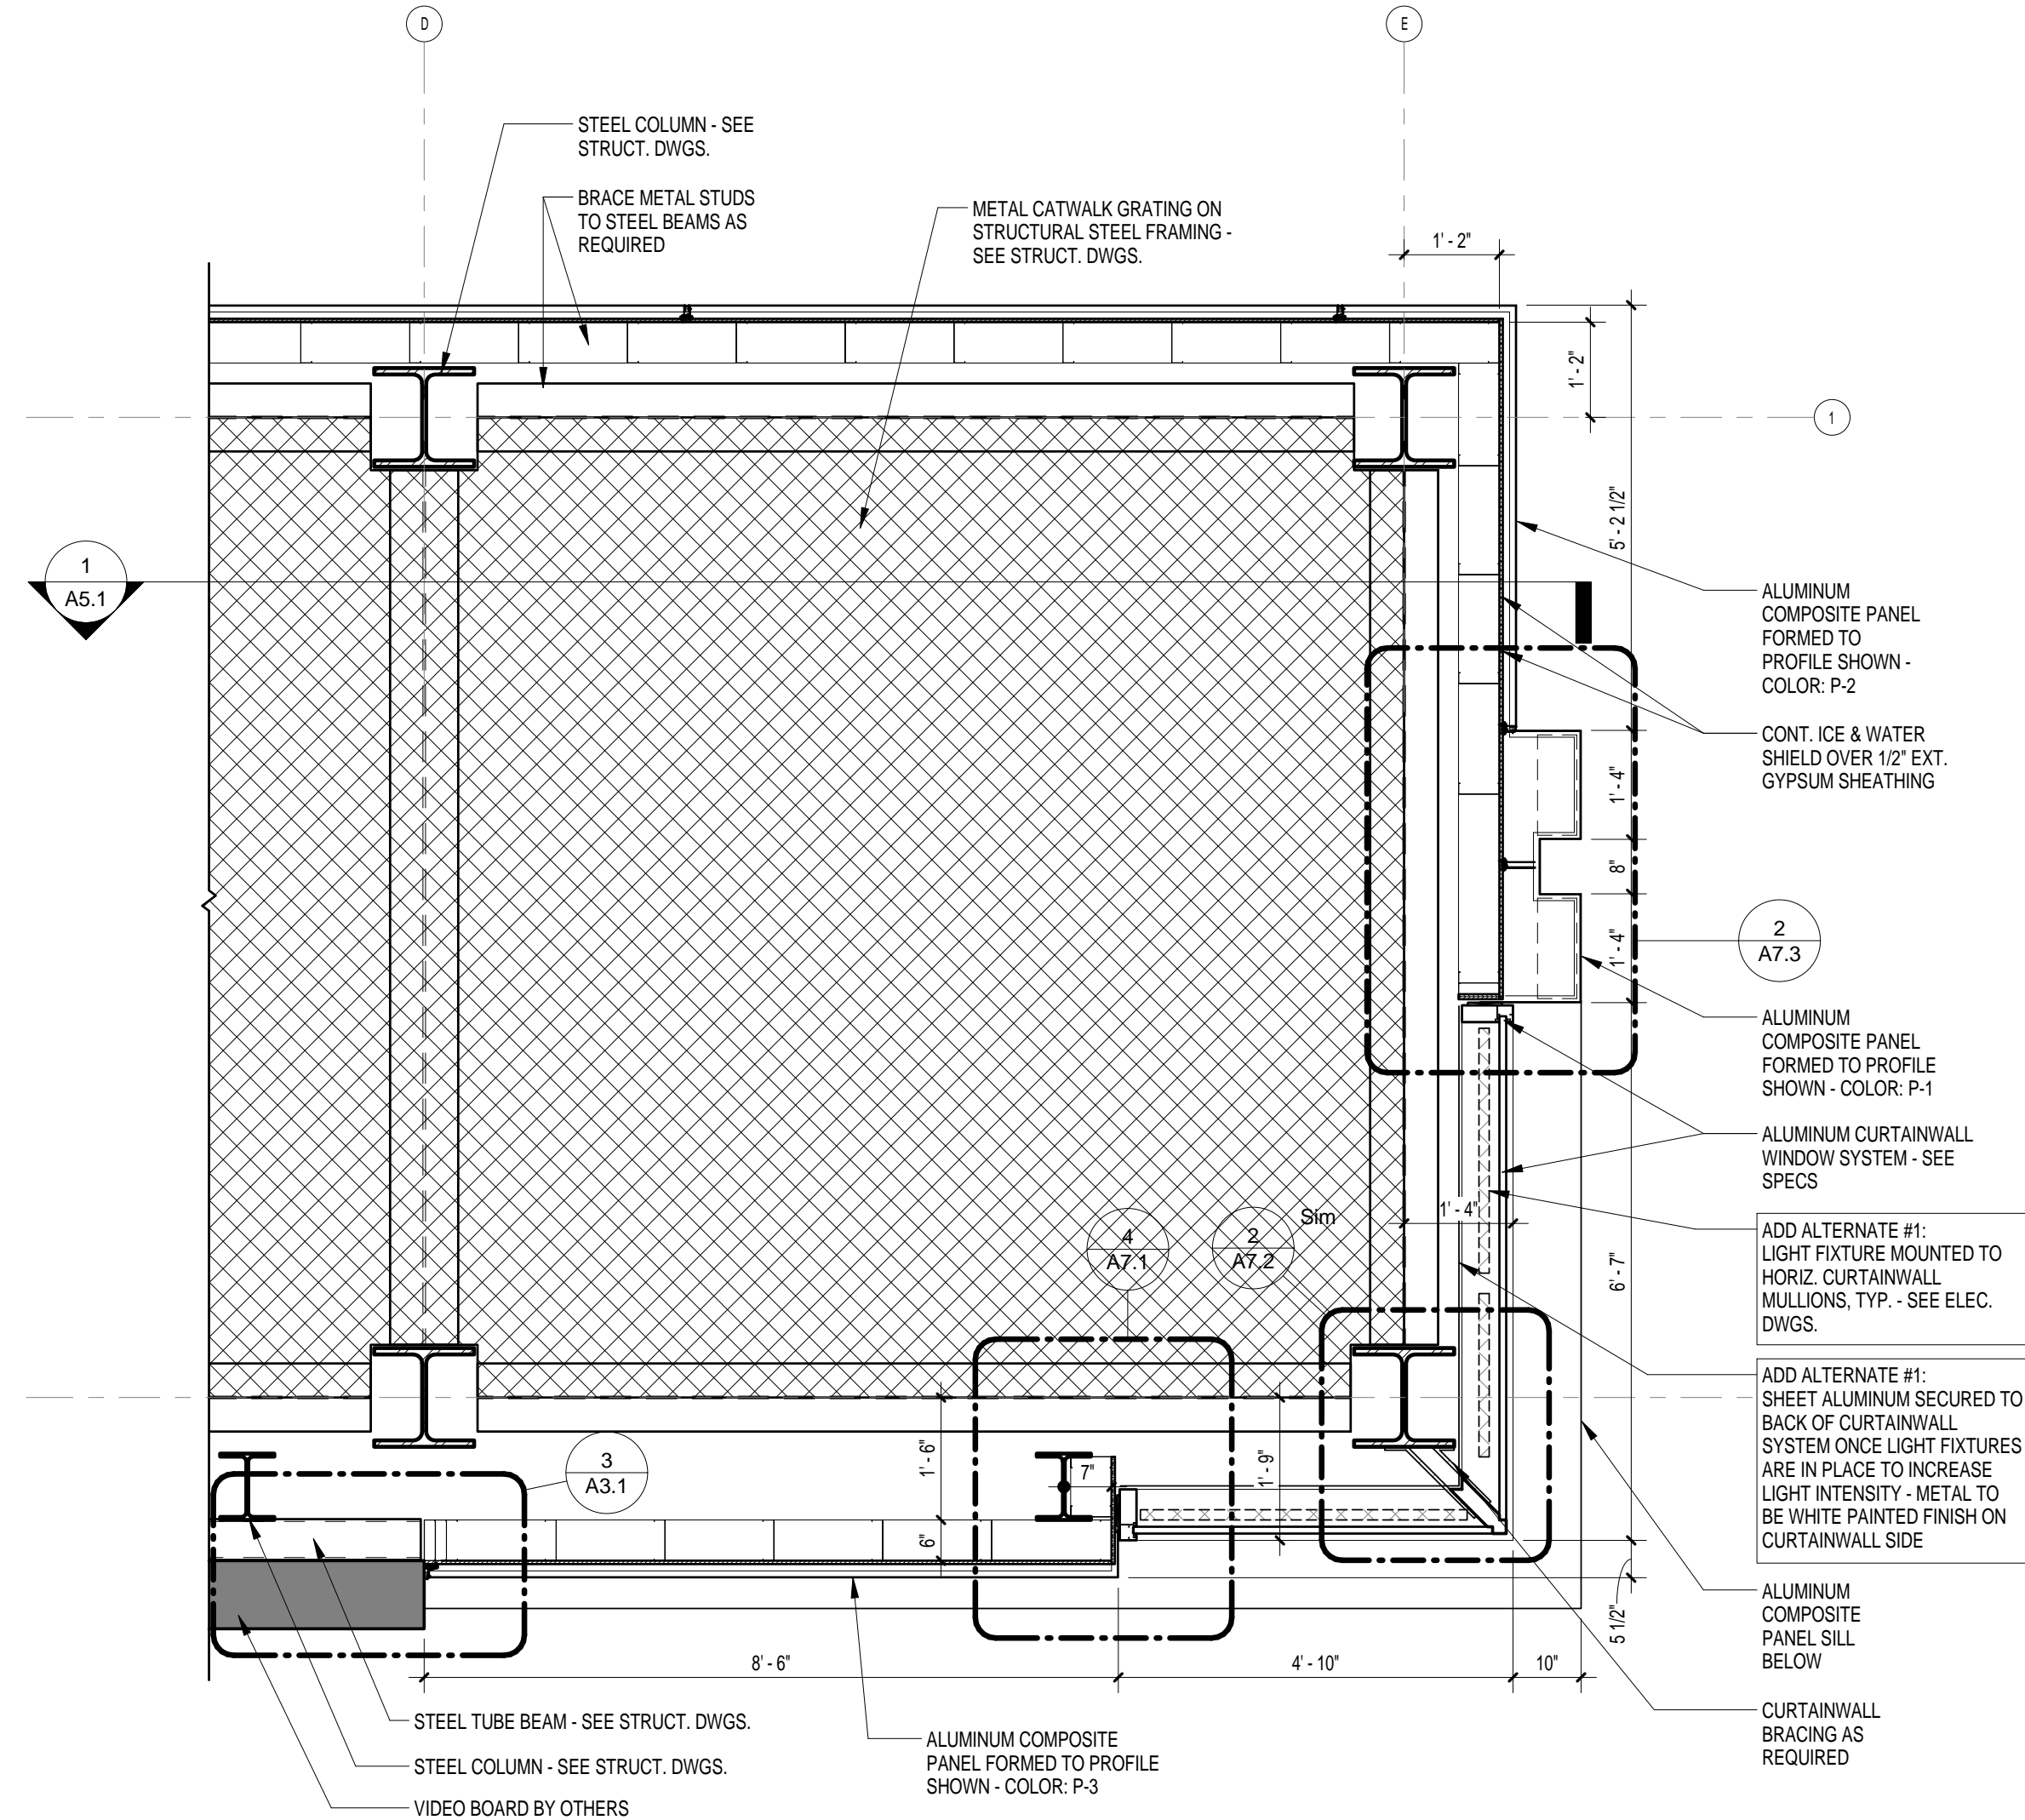 D
E
STEEL COLUMN - SEE
STRUCT. DWGS.
BRACE METAL STUDS
TO STEEL BEAMS AS
REQUIRED
METAL CATWALK GRATING ON
STRUCTURAL STEEL FRAMING -
SEE STRUCT. DWGS.
1' - 2"
1' - 2"
1
5' - 2 1/2"
1
A5.1
ALUMINUM
COMPOSITE PANEL
FORMED TO
PROFILE SHOWN -
COLOR: P-2
CONT. ICE & WATER
SHIELD OVER 1/2" EXT.
GYPSUM SHEATHING
1' - 4"
8"
1' - 4"
2
A7.3
ALUMINUM
COMPOSITE PANEL
FORMED TO PROFILE
SHOWN - COLOR: P-1
ALUMINUM CURTAINWALL
WINDOW SYSTEM - SEE
SPECS
1' - 4"
Sim
4
A7.1
2
A7.2
ADD ALTERNATE #1:
LIGHT FIXTURE MOUNTED TO
HORIZ. CURTAINWALL
MULLIONS, TYP. - SEE ELEC.
DWGS.
6' - 7"
ADD ALTERNATE #1:
SHEET ALUMINUM SECURED TO
BACK OF CURTAINWALL
SYSTEM ONCE LIGHT FIXTURES
ARE IN PLACE TO INCREASE
LIGHT INTENSITY - METAL TO
BE WHITE PAINTED FINISH ON
CURTAINWALL SIDE
3
A3.1
1' - 6"
7"
1' - 9"
6"
5 1/2"
ALUMINUM
COMPOSITE
PANEL SILL
BELOW
8' - 6"
4' - 10"
10"
CURTAINWALL
BRACING AS
REQUIRED
STEEL TUBE BEAM - SEE STRUCT. DWGS.
STEEL COLUMN - SEE STRUCT. DWGS.
VIDEO BOARD BY OTHERS
ALUMINUM COMPOSITE
PANEL FORMED TO PROFILE
SHOWN - COLOR: P-3